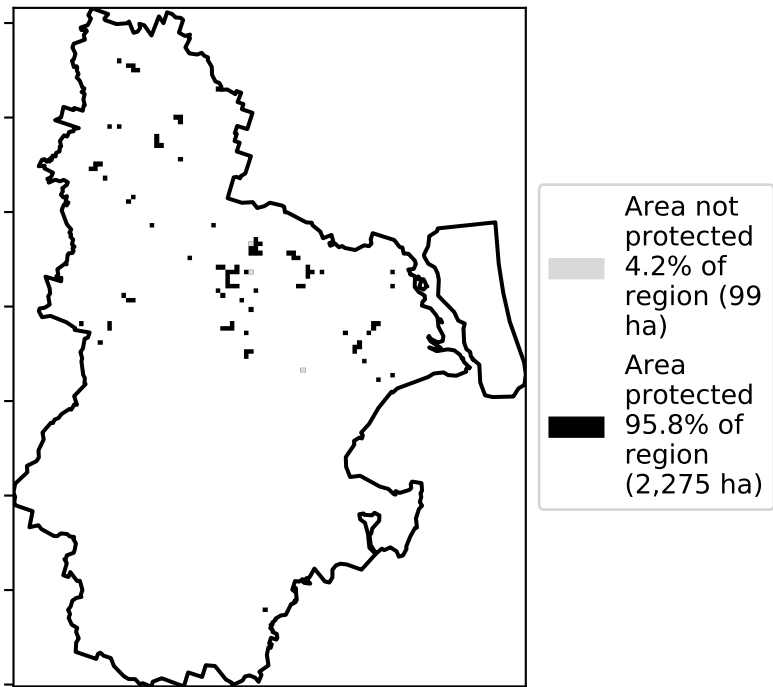 Area not
protected
4.2% of
region (99
ha)
Area
protected
95.8% of
region
(2,275 ha)